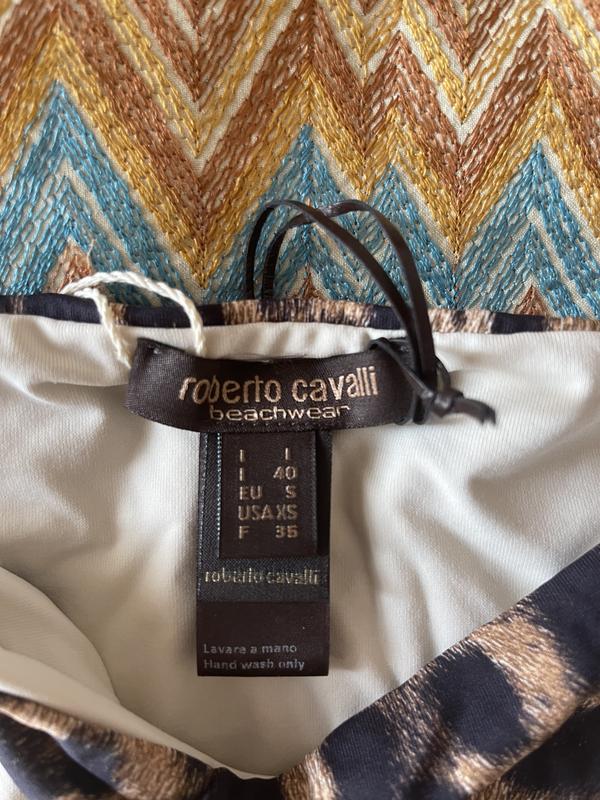 roberto cavalli
beachwear
I I
I 40
EU S
USA XS
F 36
roberto cavalli
Lavare a mano
Hand wash only